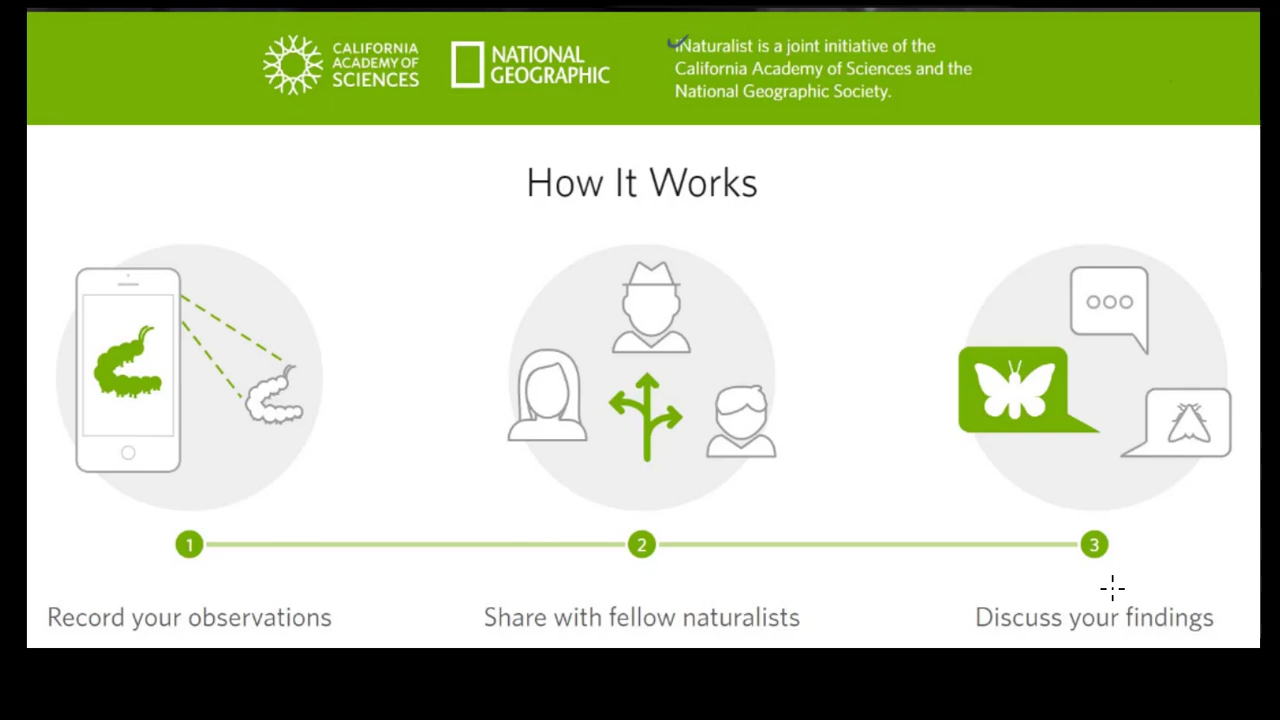 CALIFORNIA
ACADEMY OF
SCIENCES
NATIONAL
GEOGRAPHIC
iNaturalist is a joint initiative of the
California Academy of Sciences and the
National Geographic Society.
How It Works
1
2
3
Record your observations
Share with fellow naturalists
Discuss your findings